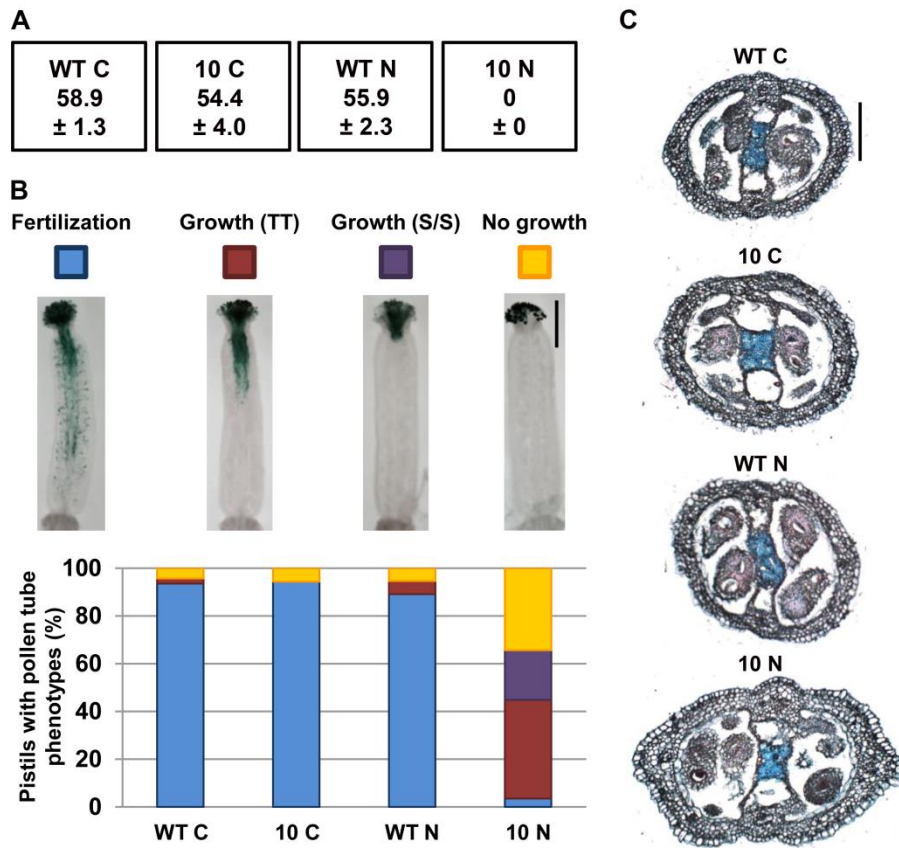 A
WT C
58.9
± 1.3
10 C
54.4
± 4.0
WT N
55.9
± 2.3
10 N
0
± 0
B
Fertilization
Growth (TT)
Growth (S/S)
No growth
Pistils with pollen tube
phenotypes (%)
100
80
60
40
20
0
WT C
10 C
WT N
10 N
C
WT C
10 C
WT N
10 N